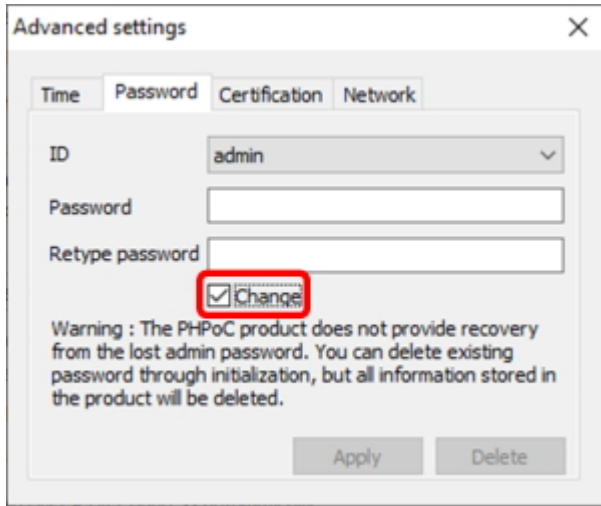 Advanced settings
Time Password Certification Network
ID admin
Password
Retype password
Change
Warning : The PHPoC product does not provide recovery
from the lost admin password. You can delete existing
password through initialization, but all information stored in
the product will be deleted.
Apply Delete